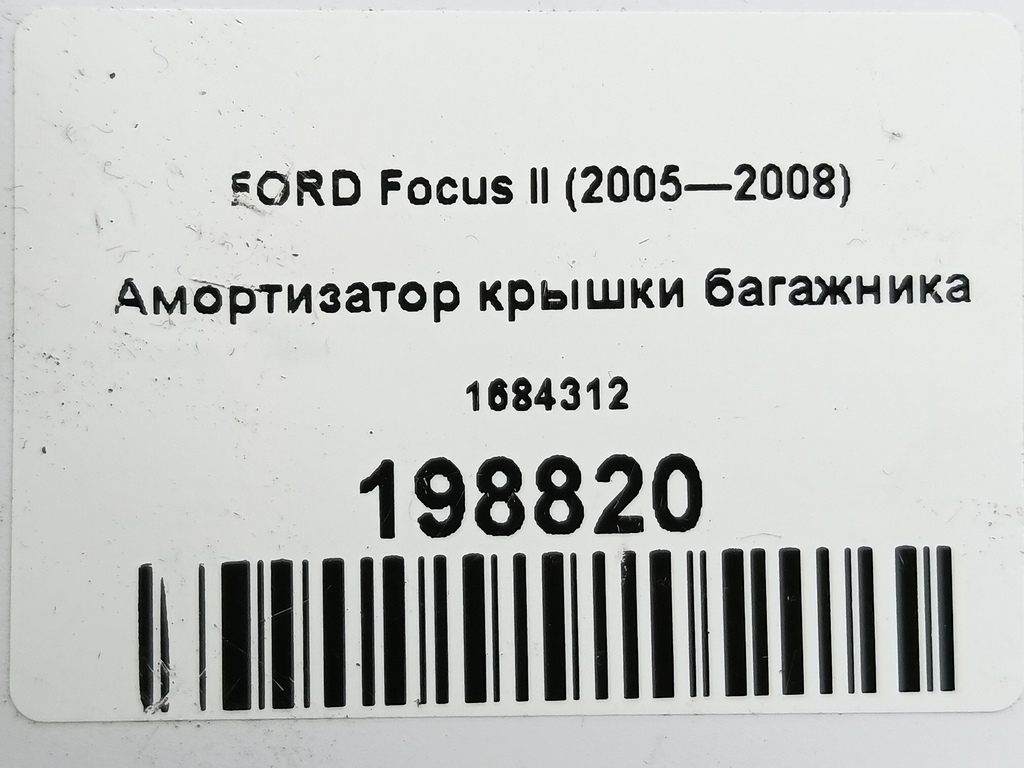 FORD Focus II (2005—2008)
Амортизатор крышки багажника
1684312
198820